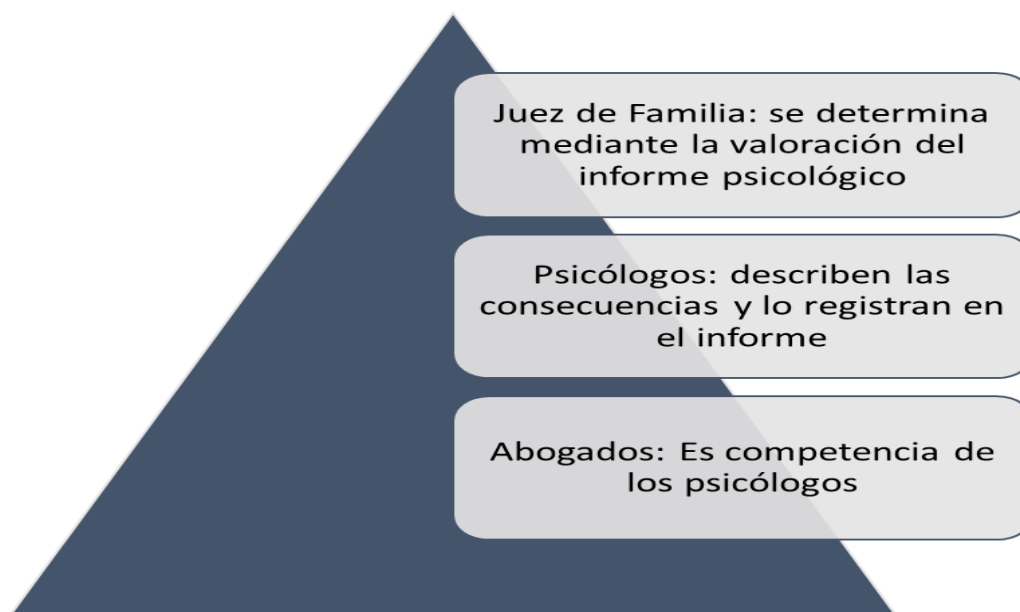 Juez de Familia: se determina
mediante la valoración del
informe psicológico
Psicólogos: describen las
consecuencias y lo registran en
el informe
Abogados: Es competencia de
los psicólogos